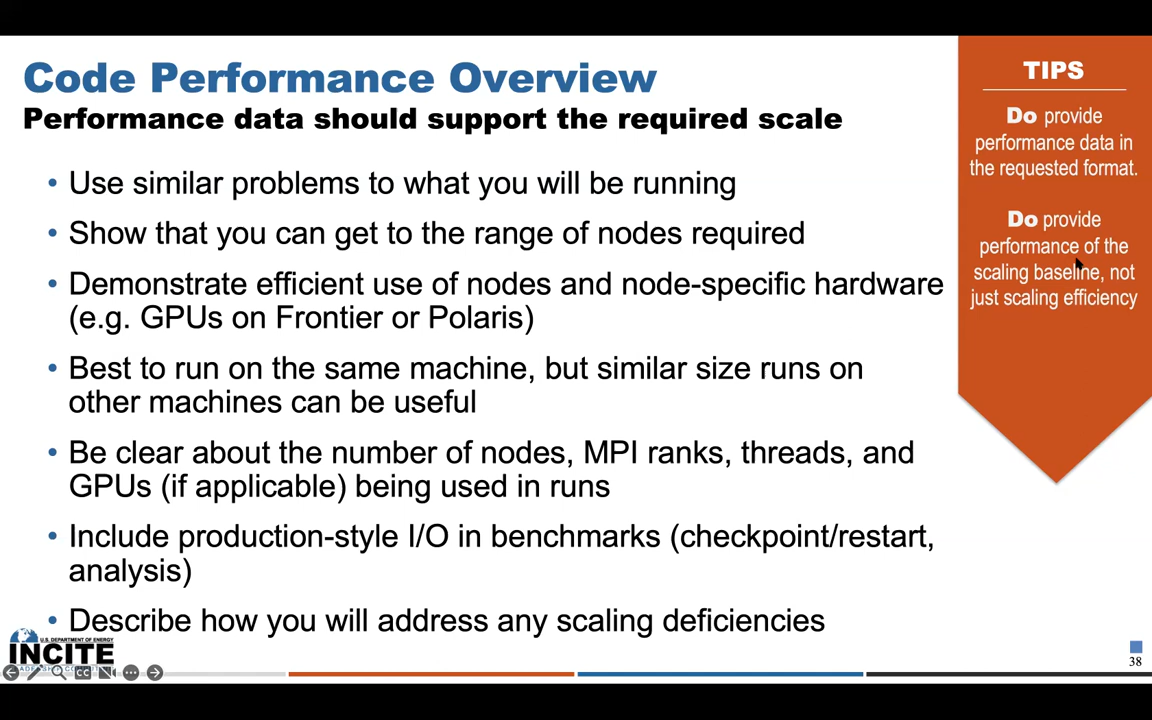 Code Performance Overview
Performance data should support the required scale
• Use similar problems to what you will be running
• Show that you can get to the range of nodes required
• Demonstrate efficient use of nodes and node-specific hardware
(e.g. GPUs on Frontier or Polaris)
• Best to run on the same machine, but similar size runs on
other machines can be useful
• Be clear about the number of nodes, MPI ranks, threads, and
GPUs (if applicable) being used in runs
• Include production-style I/O in benchmarks (checkpoint/restart,
analysis)
• Describe how you will address any scaling deficiencies
TIPS
Do provide
performance data in
the requested format.
Do provide
performance of the
scaling baseline, not
just scaling efficiency
U.S. DEPARTMENT OF ENERGY
INCITE
CC
38